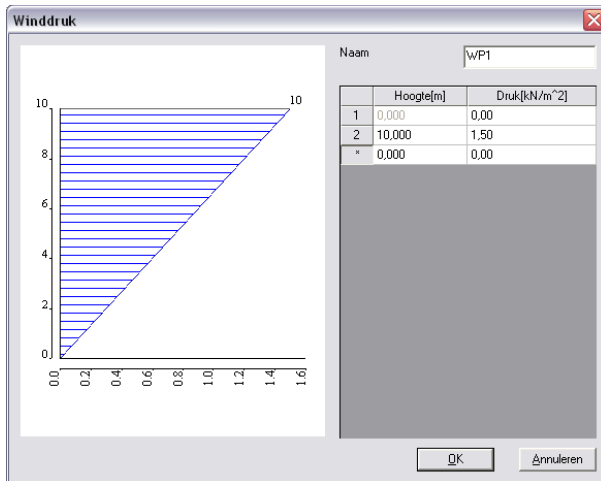 Winddruk
Naam
WP1
Hoogte[m] Druk[kN/m^2]
1 0,000 0,00
2 10,000 1,50
* 0,000 0,00
10 10
8
6
4
2
0
0.0 0.2 0.4 0.6 0.8 1.0 1.2 1.4 1.6
OK Annuleren